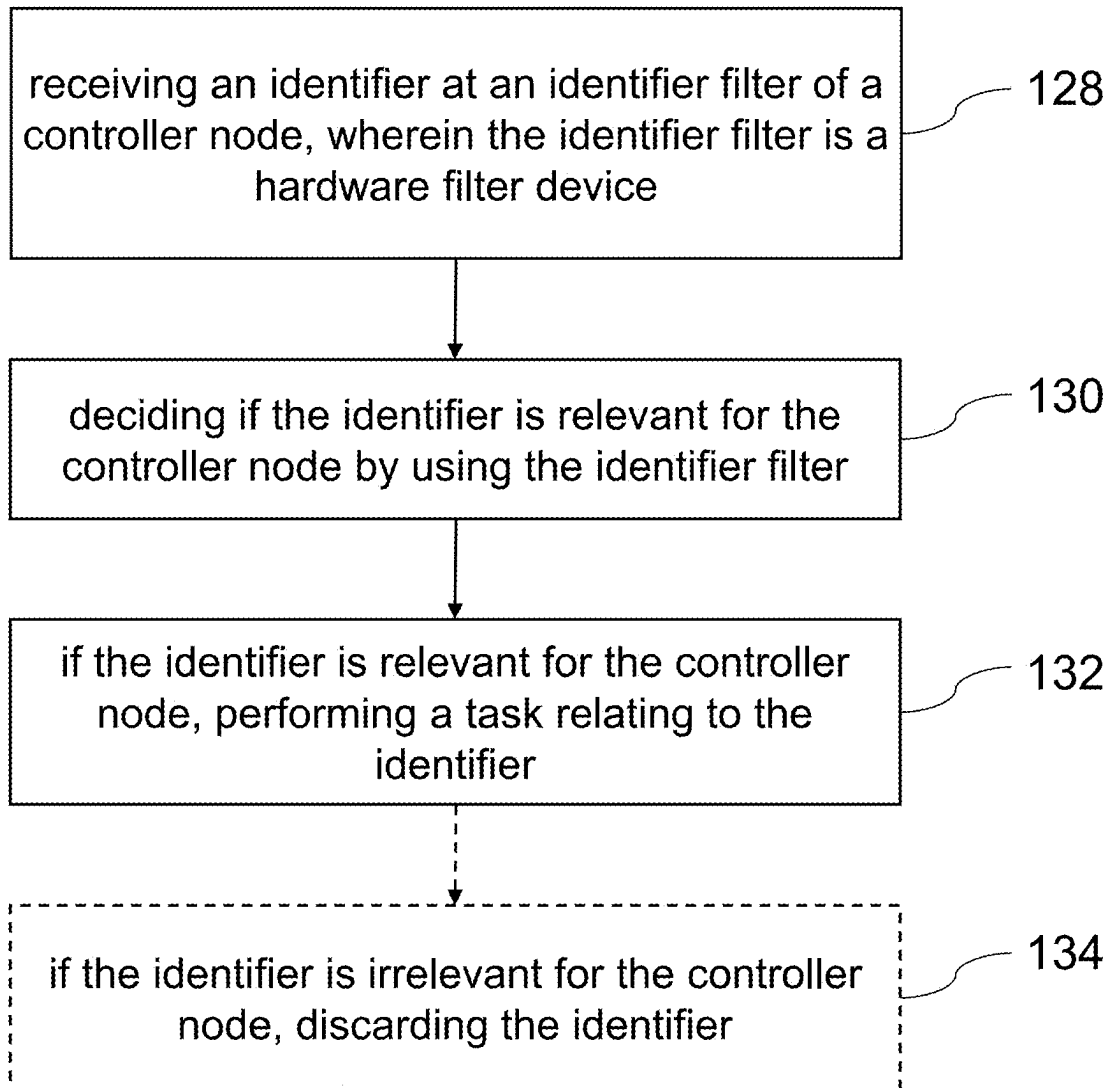 receiving an identifier at an identifier filter of a
controller node, wherein the identifier filter is a
hardware filter device
128
deciding if the identifier is relevant for the
controller node by using the identifier filter
130
if the identifier is relevant for the controller
node, performing a task relating to the
identifier
132
if the identifier is irrelevant for the controller
node, discarding the identifier
134